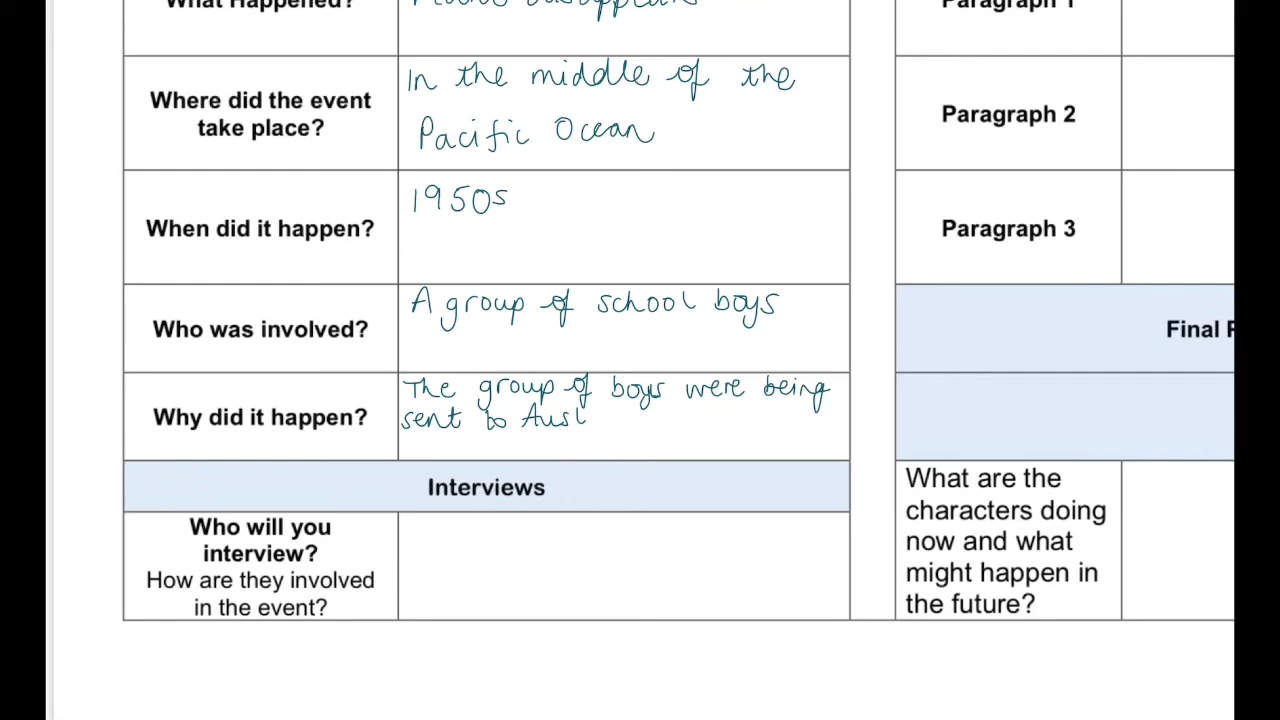 What Happened?
Where did the event
take place?
In the middle of the
Pacific Ocean
When did it happen?
1950s
Who was involved?
A group of school boys
Why did it happen?
The group of boys were being
sent to Aust
Interviews
Who will you
interview?
How are they involved
in the event?
Paragraph 1
Paragraph 2
Paragraph 3
Final
What are the
characters doing
now and what
might happen in
the future?